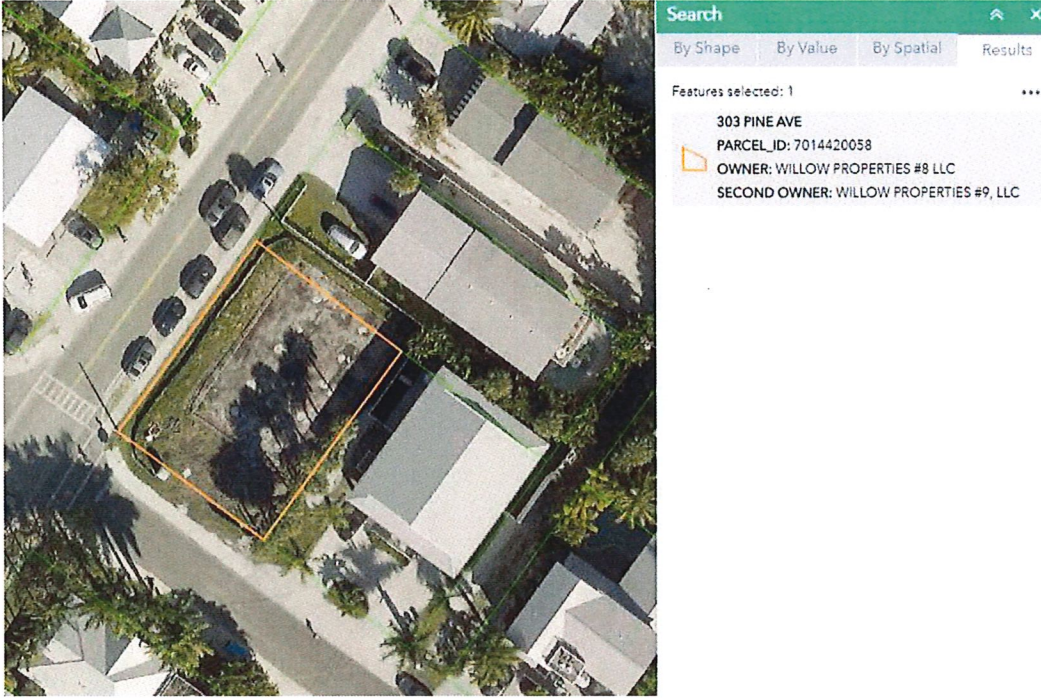 Search
By Shape
By Value
By Spatial
Results
Features selected: 1
303 PINE AVE
PARCEL_ID: 7014420058
OWNER: WILLOW PROPERTIES #8 LLC
SECOND OWNER: WILLOW PROPERTIES #9, LLC